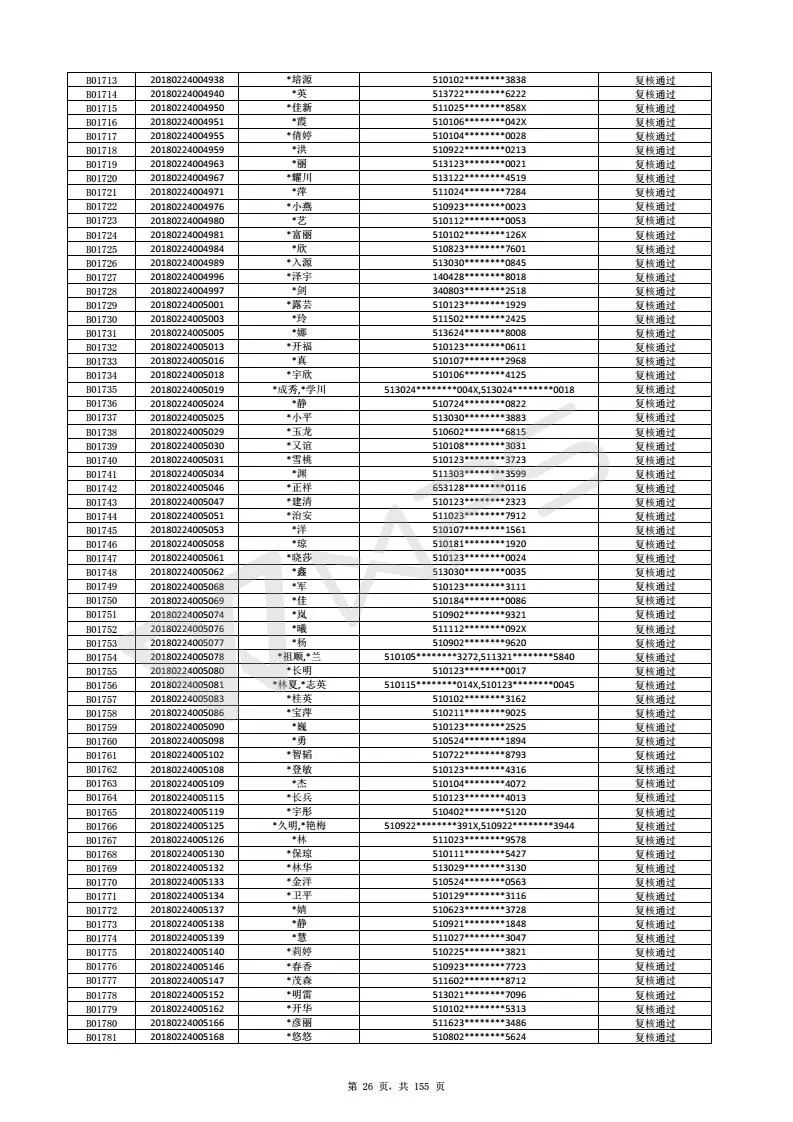 B01713 20180224004938 *培源 510102********3838 复核通过
B01714 20180224004940 *英 513722********6222 复核通过
B01715 20180224004950 *佳新 511025********858X 复核通过
B01716 20180224004951 *霞 510106********042X 复核通过
B01717 20180224004955 *倩婷 510104********0028 复核通过
B01718 20180224004959 *洪 510922********0213 复核通过
B01719 20180224004963 *丽 513123********0021 复核通过
B01720 20180224004967 *耀川 513122********4519 复核通过
B01721 20180224004971 *萍 511024********7284 复核通过
B01722 20180224004976 *小燕 510923********0023 复核通过
B01723 20180224004980 *艺 510112********0053 复核通过
B01724 20180224004981 *富丽 510102********126X 复核通过
B01725 20180224004984 *欣 510823********7601 复核通过
B01726 20180224004989 *入源 513030********0845 复核通过
B01727 20180224004996 *泽宇 140428********8018 复核通过
B01728 20180224004997 *剑 340803********2518 复核通过
B01729 20180224005001 *露芸 510123********1929 复核通过
B01730 20180224005003 *玲 511502********2425 复核通过
B01731 20180224005005 *娜 513624********8008 复核通过
B01732 20180224005013 *开福 510123********0611 复核通过
B01733 20180224005016 *真 510107********2968 复核通过
B01734 20180224005018 *宇欣 510106********4125 复核通过
B01735 20180224005019 *成秀,*学川 513024********004X,513024********0018 复核通过
B01736 20180224005024 *静 510724********0822 复核通过
B01737 20180224005025 *小平 513030********3883 复核通过
B01738 20180224005029 *玉龙 510602********6815 复核通过
B01739 20180224005030 *又谊 510108********3031 复核通过
B01740 20180224005031 *雪桃 510123********3723 复核通过
B01741 20180224005034 *渊 511303********3599 复核通过
B01742 20180224005046 *正祥 653128********0116 复核通过
B01743 20180224005047 *建清 510123********2323 复核通过
B01744 20180224005051 *治安 511023********7912 复核通过
B01745 20180224005053 *洋 510107********1561 复核通过
B01746 20180224005058 *琼 510181********1920 复核通过
B01747 20180224005061 *晓莎 510123********0024 复核通过
B01748 20180224005062 *鑫 513030********0035 复核通过
B01749 20180224005068 *军 510123********3111 复核通过
B01750 20180224005069 *佳 510184********0086 复核通过
B01751 20180224005074 *岚 510902********9321 复核通过
B01752 20180224005076 *曦 511112********092X 复核通过
B01753 20180224005077 *杨 510902********9620 复核通过
B01754 20180224005078 *祖顺,*兰 510105********3272,511321********5840 复核通过
B01755 20180224005080 *长明 510123********0017 复核通过
B01756 20180224005081 *林夏,*志英 510115********014X,510123********0045 复核通过
B01757 20180224005083 *桂英 510102********3162 复核通过
B01758 20180224005086 *宝萍 510211********9025 复核通过
B01759 20180224005090 *巍 510123********2525 复核通过
B01760 20180224005098 *勇 510524********1894 复核通过
B01761 20180224005102 *智韬 510722********8793 复核通过
B01762 20180224005108 *登敏 510123********4316 复核通过
B01763 20180224005109 *杰 510104********4072 复核通过
B01764 20180224005115 *长兵 510123********4013 复核通过
B01765 20180224005119 *宇彤 510402********5120 复核通过
B01766 20180224005125 *久明,*艳梅 510922********391X,510922********3944 复核通过
B01767 20180224005126 *林 511023********9578 复核通过
B01768 20180224005130 *保琼 510111********5427 复核通过
B01769 20180224005132 *林华 513029********3130 复核通过
B01770 20180224005133 *金洋 510524********0563 复核通过
B01771 20180224005134 *卫平 510129********3116 复核通过
B01772 20180224005137 *婧 510623********3728 复核通过
B01773 20180224005138 *静 510921********1848 复核通过
B01774 20180224005139 *慧 511027********3047 复核通过
B01775 20180224005140 *莉婷 510225********3821 复核通过
B01776 20180224005146 *春香 510923********7723 复核通过
B01777 20180224005147 *茂森 511602********8712 复核通过
B01778 20180224005152 *明雷 513021********7096 复核通过
B01779 20180224005162 *开华 510102********5313 复核通过
B01780 20180224005166 *彦丽 511623********3486 复核通过
B01781 20180224005168 *悠悠 510802********5624 复核通过
第 26 页，共 155 页